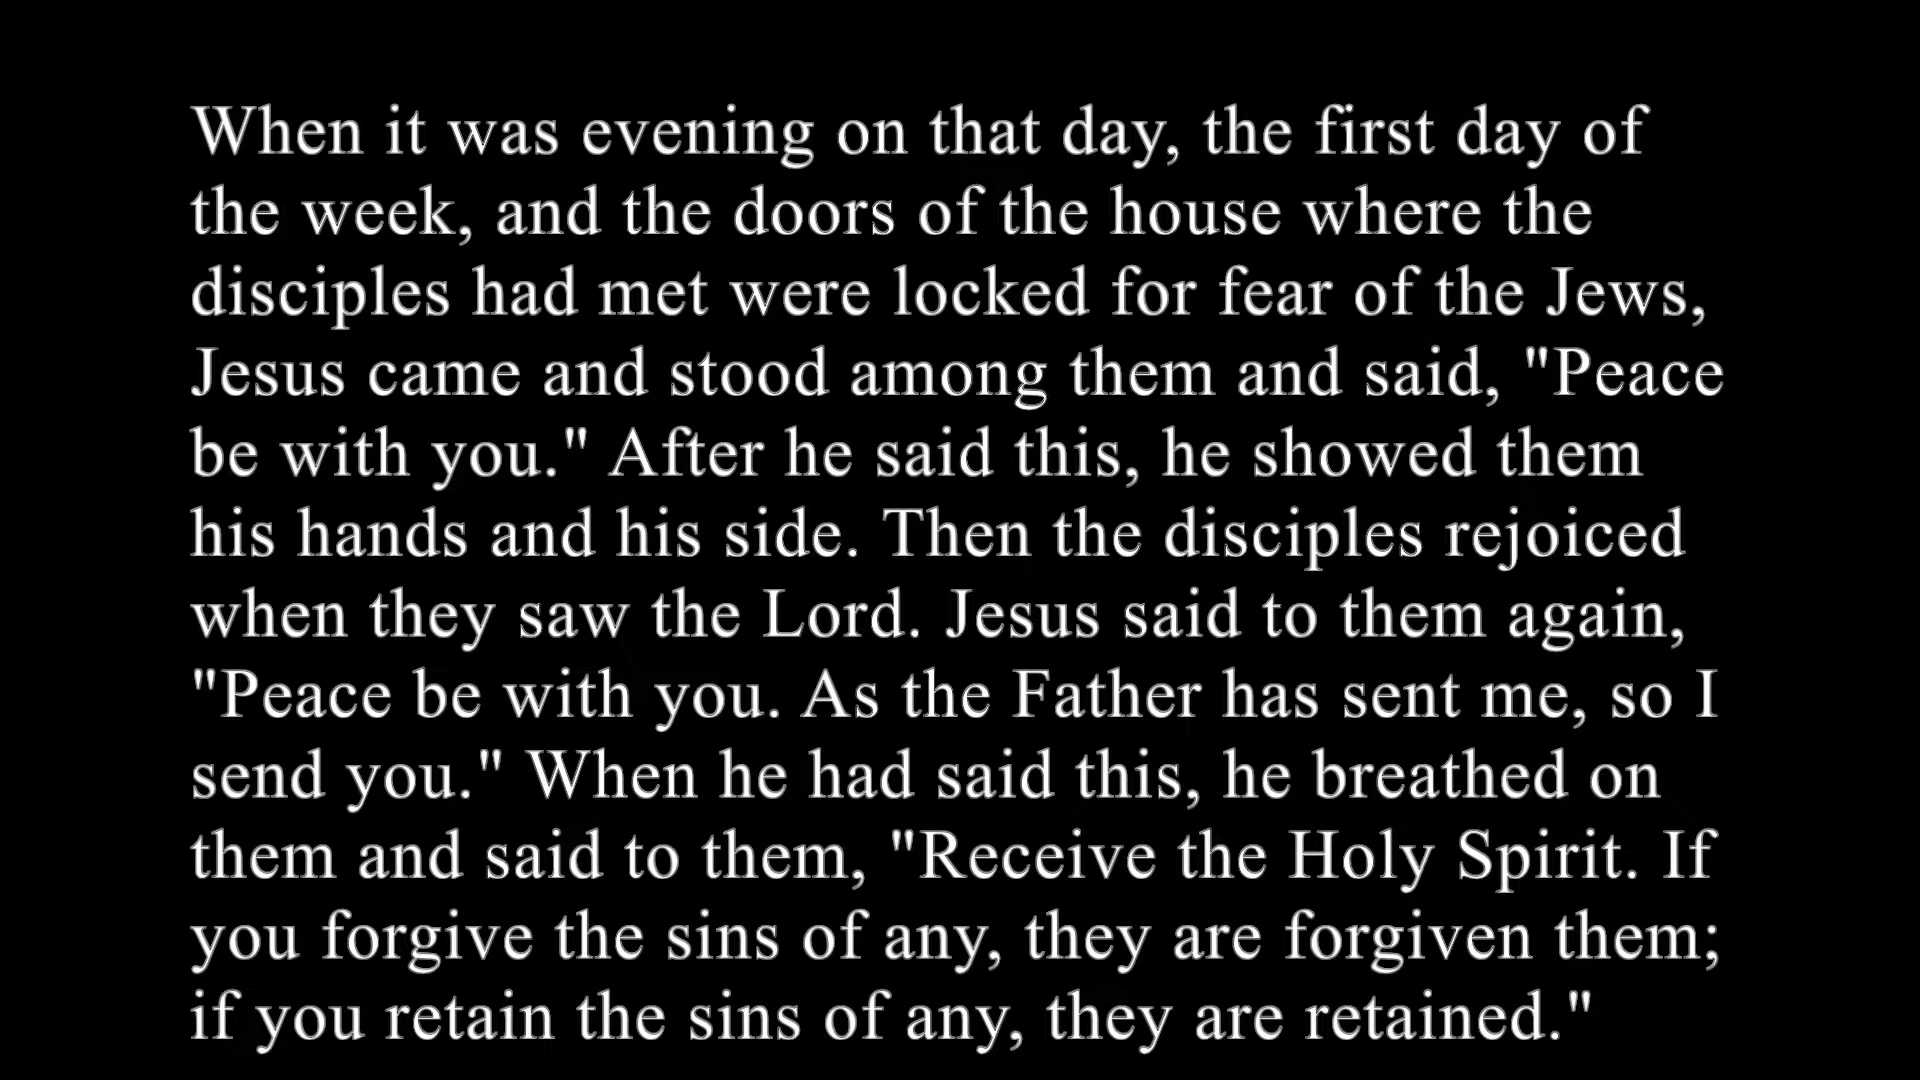 When it was evening on that day, the first day of
the week, and the doors of the house where the
disciples had met were locked for fear of the Jews,
Jesus came and stood among them and said, "Peace
be with you." After he said this, he showed them
his hands and his side. Then the disciples rejoiced
when they saw the Lord. Jesus said to them again,
"Peace be with you. As the Father has sent me, so I
send you." When he had said this, he breathed on
them and said to them, "Receive the Holy Spirit. If
you forgive the sins of any, they are forgiven them;
if you retain the sins of any, they are retained."